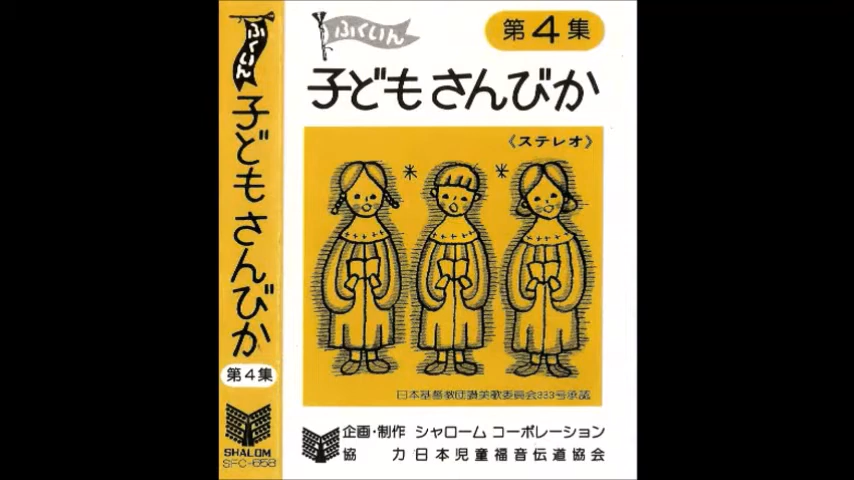 ふくいん
子どもさんびか
第4集
SHALOM
SFC-658
ふくいん
第4集
子どもさんびか
《ステレオ》
日本基督教団讃美歌委員会333号承認
企画・制作 シャローム コーポレーション
協 力 日本児童福音伝道協会